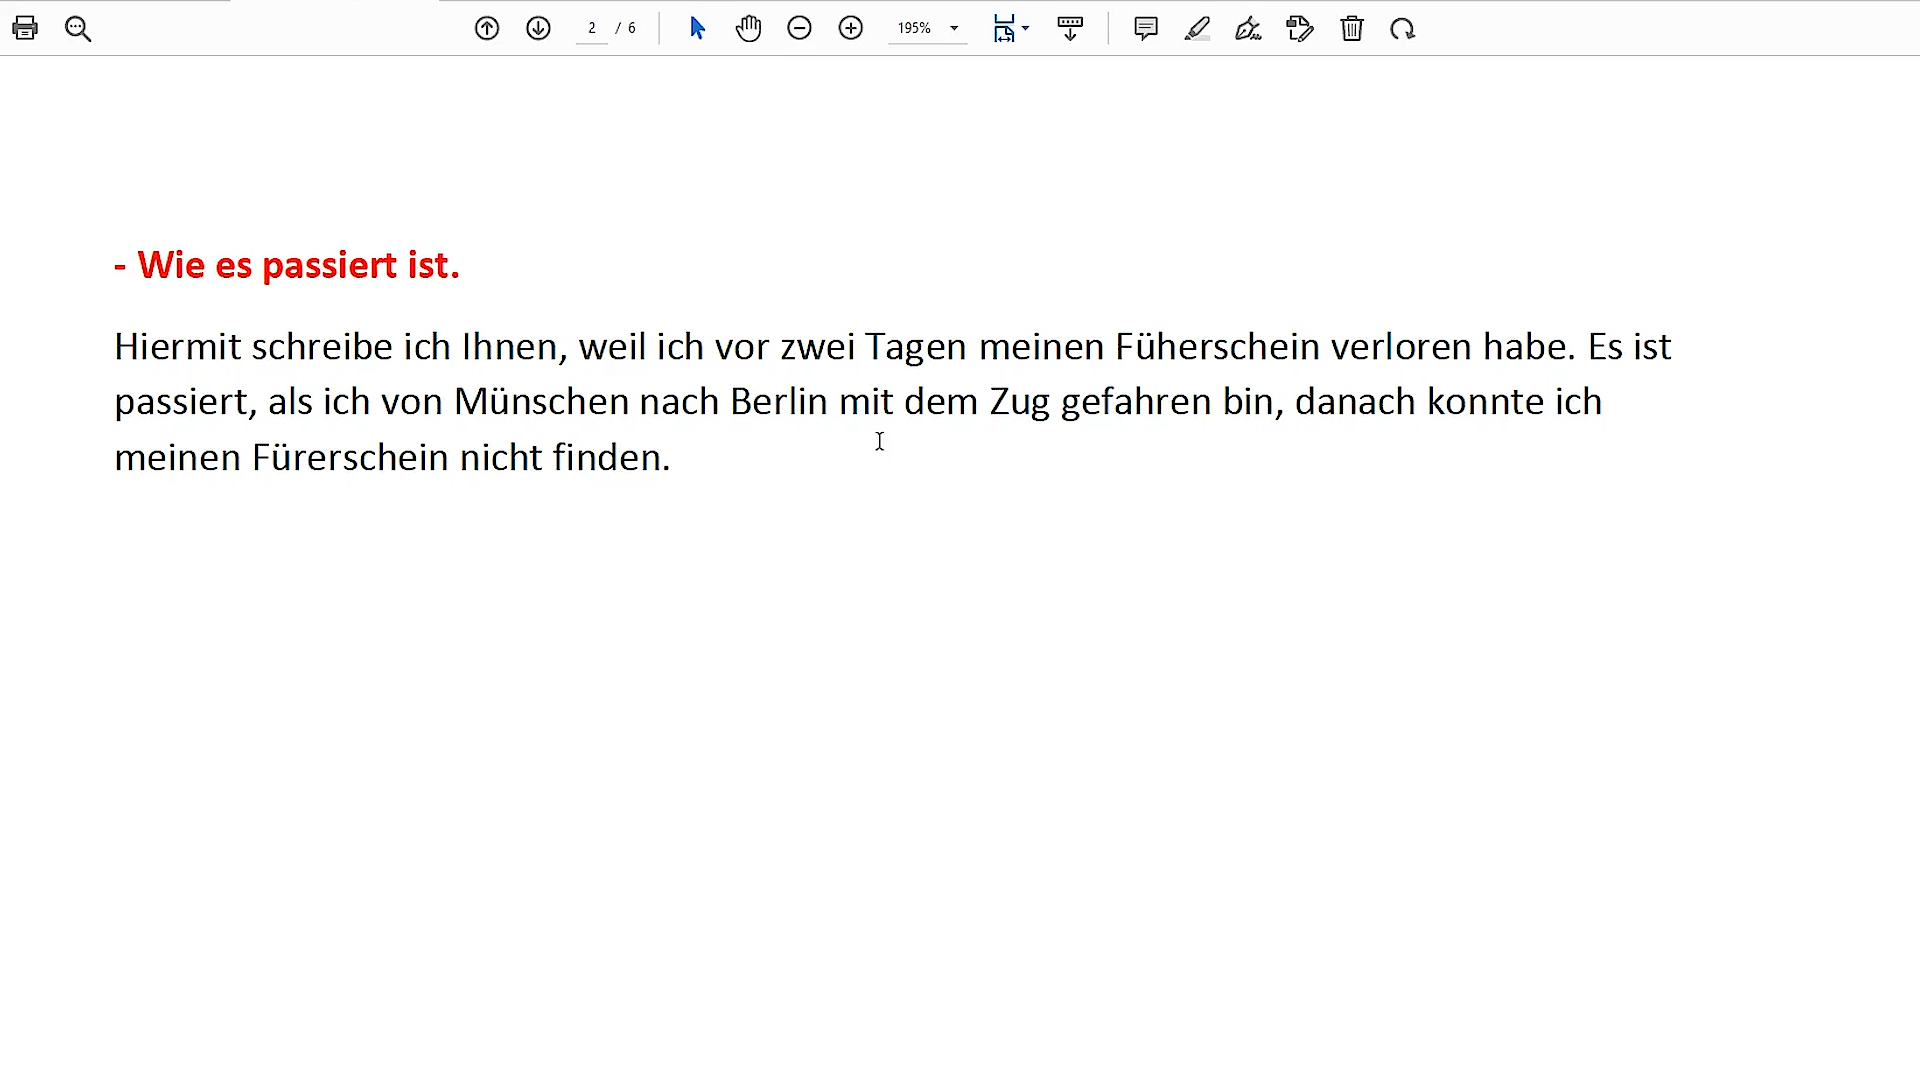 2 / 6
195%
- Wie es passiert ist.
Hiermit schreibe ich Ihnen, weil ich vor zwei Tagen meinen Füherschein verloren habe. Es ist
passiert, als ich von Münschen nach Berlin mit dem Zug gefahren bin, danach konnte ich
meinen Fürerschein nicht finden.